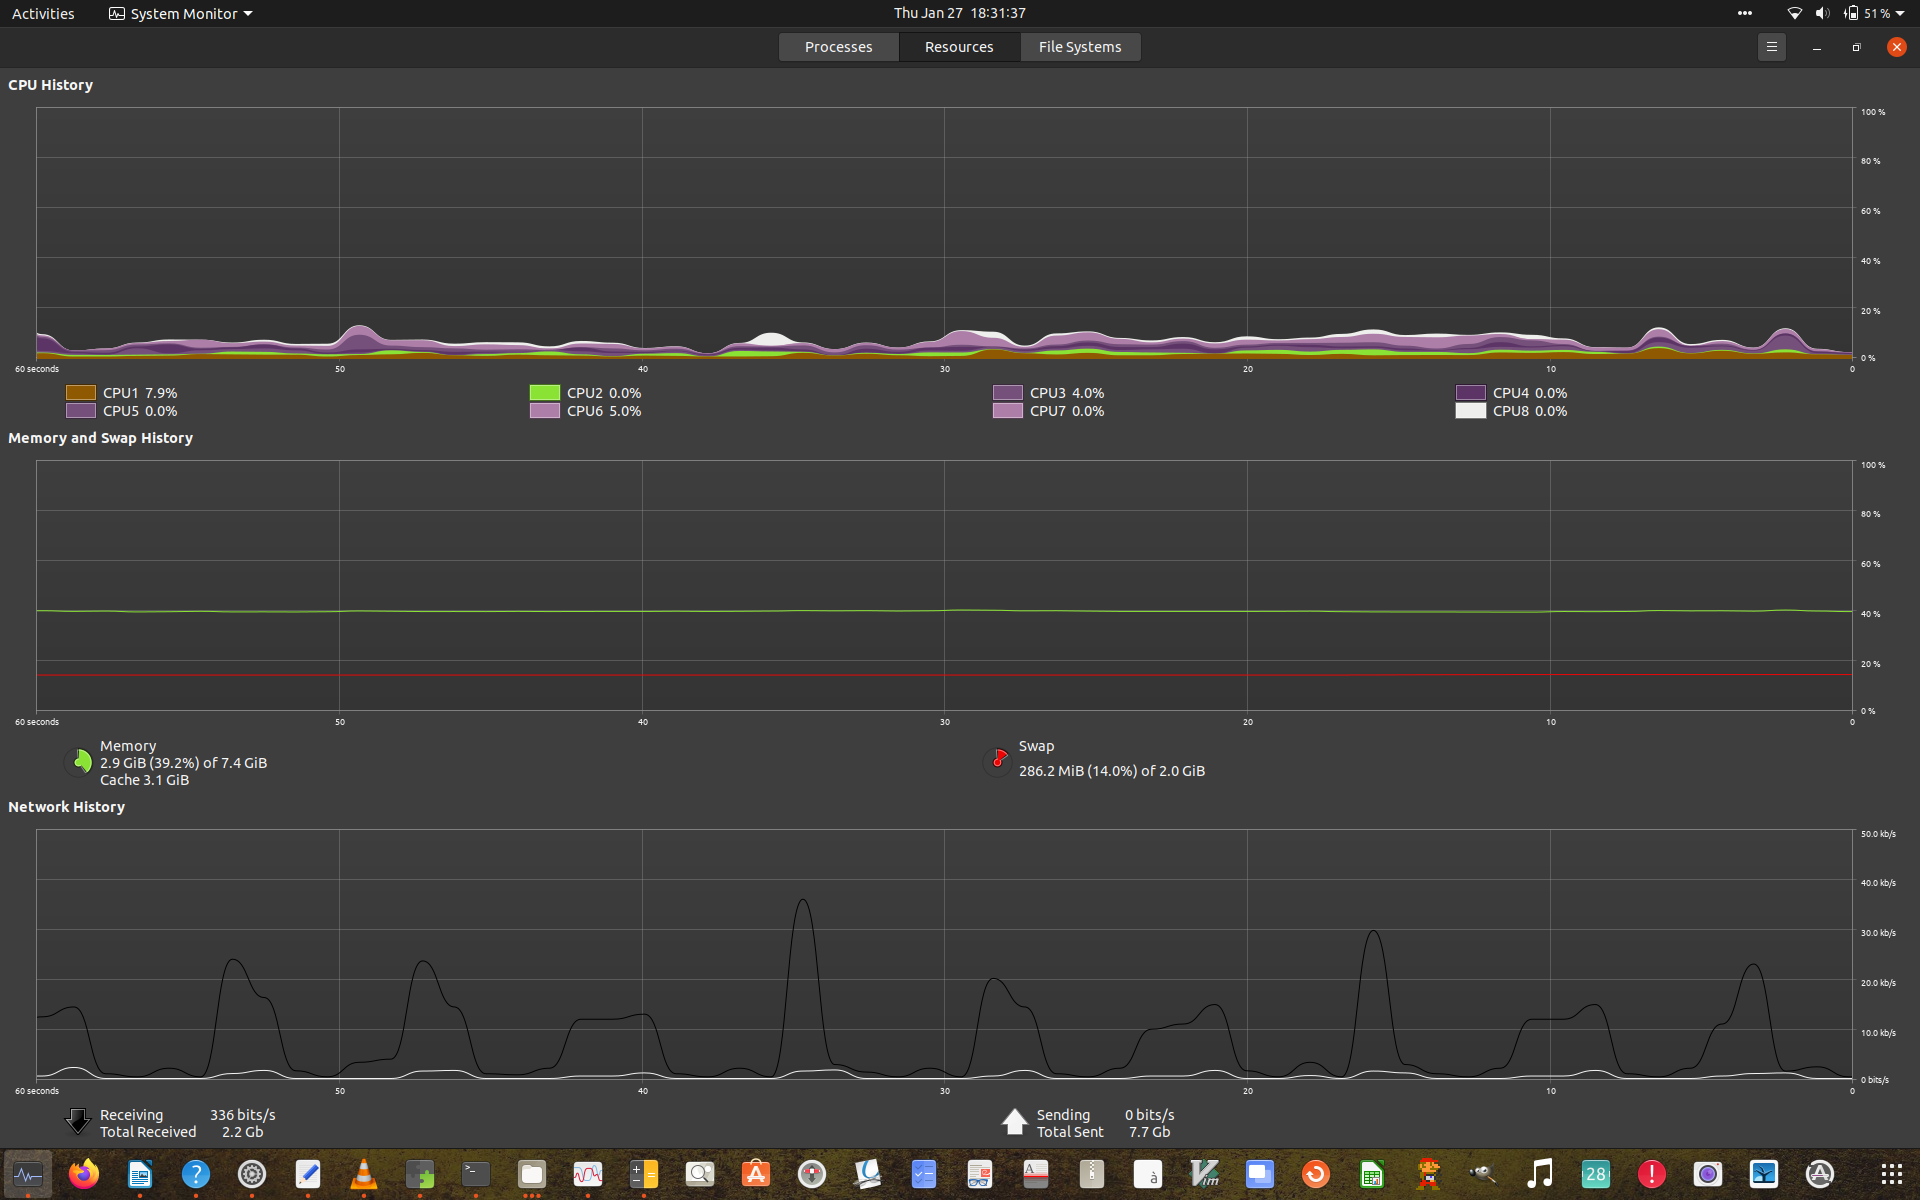 Activities System Monitor Thu Jan 27 18:31:37 51 %
Processes Resources File Systems
CPU History
100 %
80 %
60 %
40 %
20 %
0 %
60 seconds 50 40 30 20 10 0
CPU1 7.9% CPU2 0.0% CPU3 4.0% CPU4 0.0%
CPU5 0.0% CPU6 5.0% CPU7 0.0% CPU8 0.0%
Memory and Swap History
100 %
80 %
60 %
40 %
20 %
0 %
60 seconds 50 40 30 20 10 0
Memory Swap
2.9 GiB (39.2%) of 7.4 GiB 286.2 MiB (14.0%) of 2.0 GiB
Cache 3.1 GiB
Network History
50.0 kb/s
40.0 kb/s
30.0 kb/s
20.0 kb/s
10.0 kb/s
0 bits/s
60 seconds 50 40 30 20 10 0
Receiving 336 bits/s Sending 0 bits/s
Total Received 2.2 Gb Total Sent 7.7 Gb
? >_ A à Vim 28 !